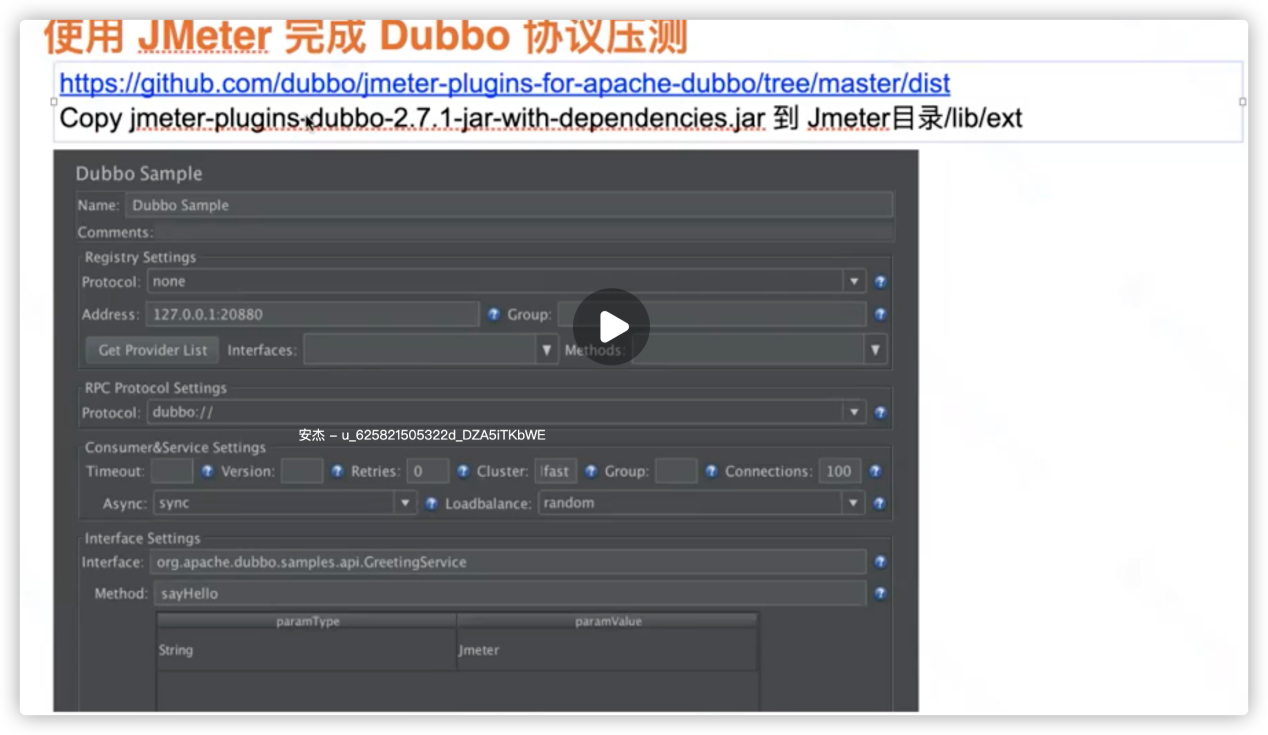 使用 JMeter 完成 Dubbo 协议压测
https://github.com/dubbo/jmeter-plugins-for-apache-dubbo/tree/master/dist
Copy jmeter-plugins-dubbo-2.7.1-jar-with-dependencies.jar 到 Jmeter目录/lib/ext
Dubbo Sample
Name: Dubbo Sample
Comments:
Registry Settings
Protocol: none
Address: 127.0.0.1:20880 Group:
Get Provider List Interfaces: Methods:
RPC Protocol Settings
Protocol: dubbo://
安杰 – u_625821505322d_DZA5iTKbWE
Consumer&Service Settings
Timeout: Version: Retries: 0 Cluster: fast Group: Connections: 100
Async: sync Loadbalance: random
Interface Settings
Interface: org.apache.dubbo.samples.api.GreetingService
Method: sayHello
paramType paramValue
String Jmeter